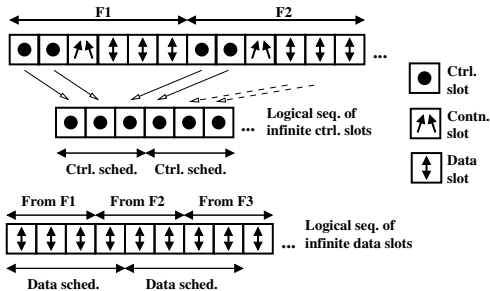 F1 F2
...
Ctrl.
slot
Logical seq. of
... infinite ctrl. slots
Contn.
slot
Ctrl. sched. Ctrl. sched.
Data
slot
From F1 From F2 From F3
Logical seq. of
... infinite data slots
Data sched. Data sched.